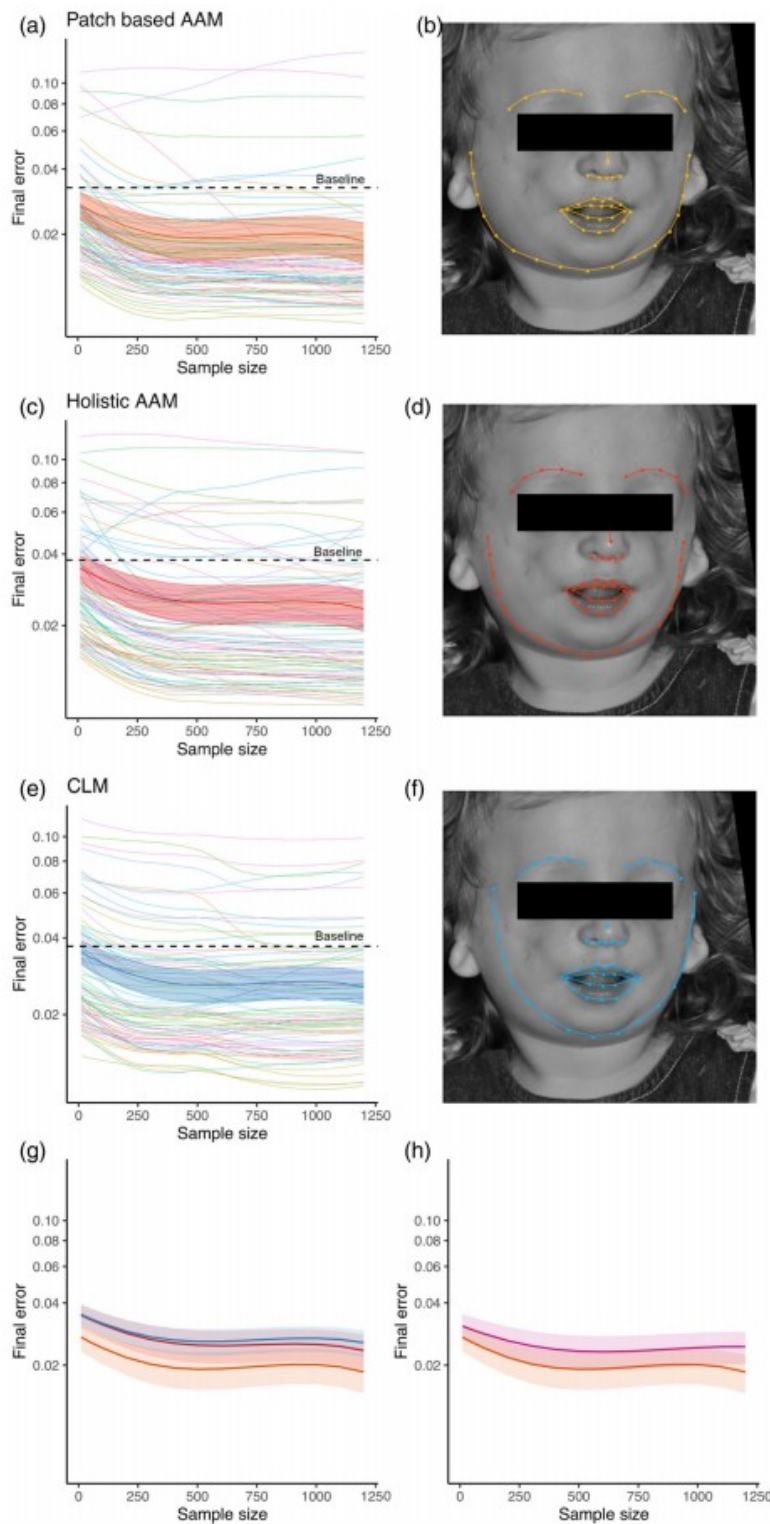 (a) Patch based AAM
(b)
Final error
0.10
0.08
0.06
0.04
0.02
Baseline
0 250 500 750 1000 1250
Sample size
(c) Holistic AAM
(d)
Final error
0.10
0.08
0.06
0.04
0.02
Baseline
0 250 500 750 1000 1250
Sample size
(e) CLM
(f)
Final error
0.10
0.08
0.06
0.04
0.02
Baseline
0 250 500 750 1000 1250
Sample size
(g)
Final error
0.10
0.08
0.06
0.04
0.02
0 250 500 750 1000 1250
Sample size
(h)
Final error
0.10
0.08
0.06
0.04
0.02
0 250 500 750 1000 1250
Sample size